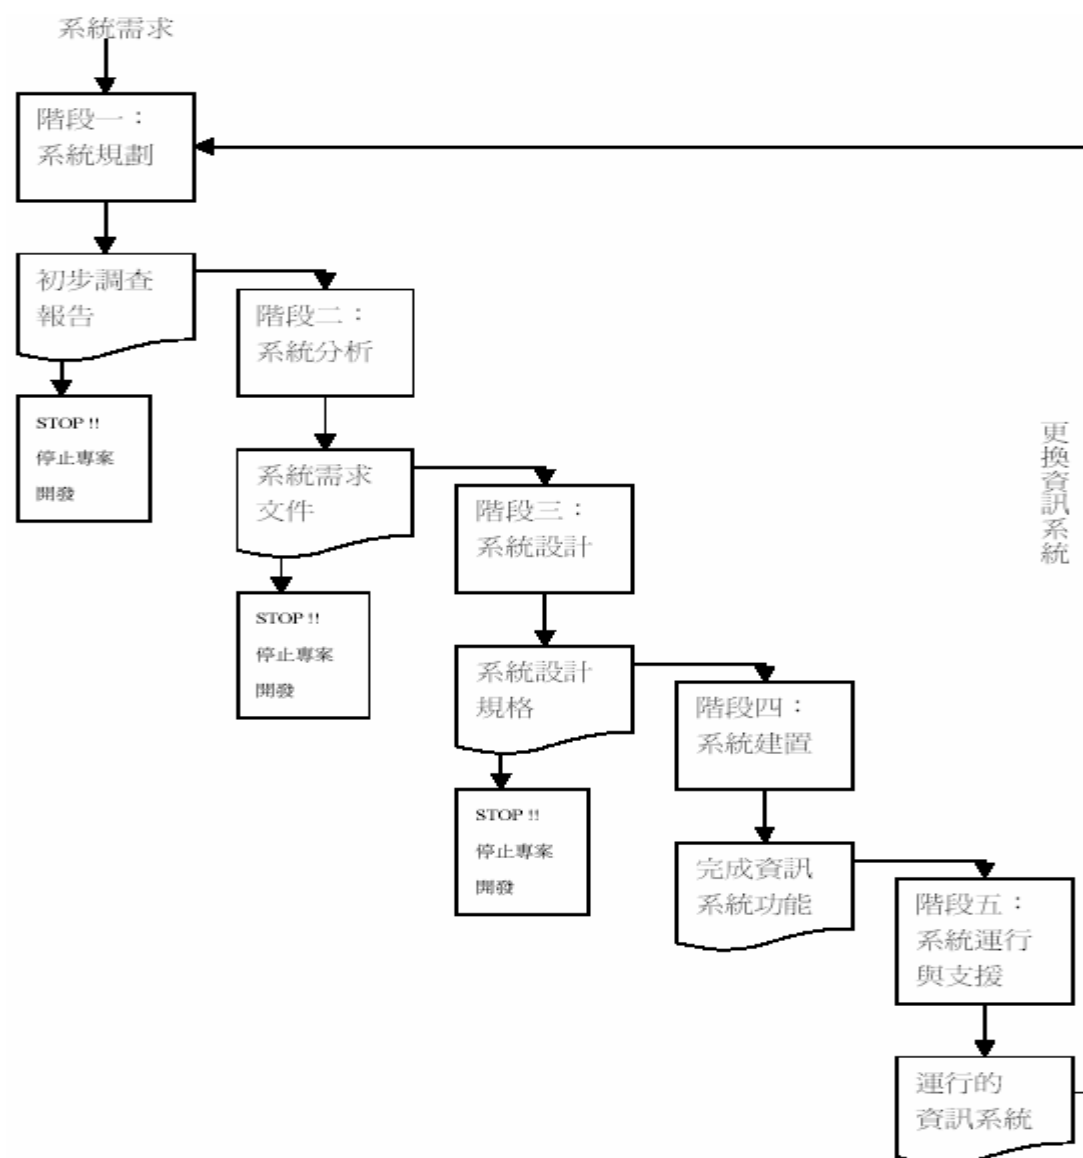 系統需求
階段一：
系統規劃
初步調查
報告
STOP !!
停止專案
開發
階段二：
系統分析
系統需求
文件
STOP !!
停止專案
開發
階段三：
系統設計
系統設計
規格
STOP !!
停止專案
開發
階段四：
系統建置
完成資訊
系統功能
階段五：
系統運行
與支援
運行的
資訊系統
更換資訊系統